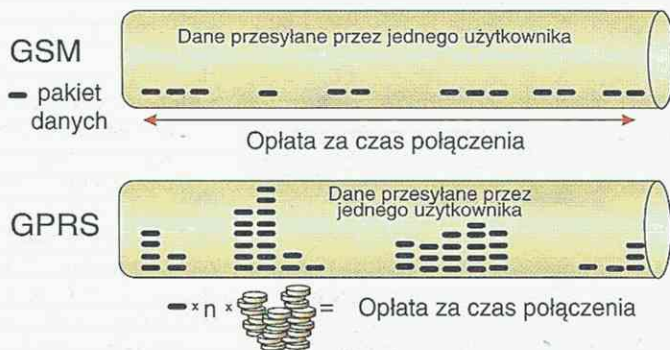 GSM
Dane przesyłane przez jednego użytkownika
pakiet
danych
Opłata za czas połączenia
GPRS
Dane przesyłane przez
jednego użytkownika
x n x = Opłata za czas połączenia